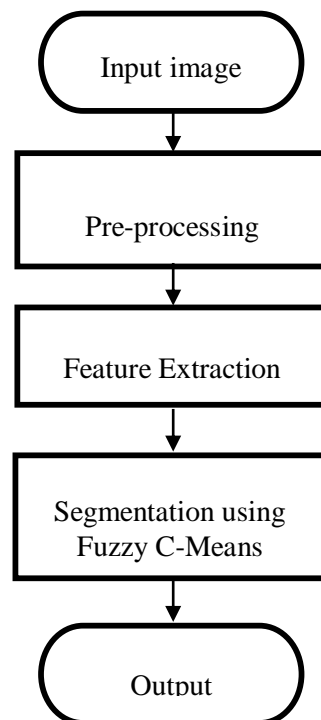 Input image
Pre-processing
Feature Extraction
Segmentation using
Fuzzy C-Means
Output